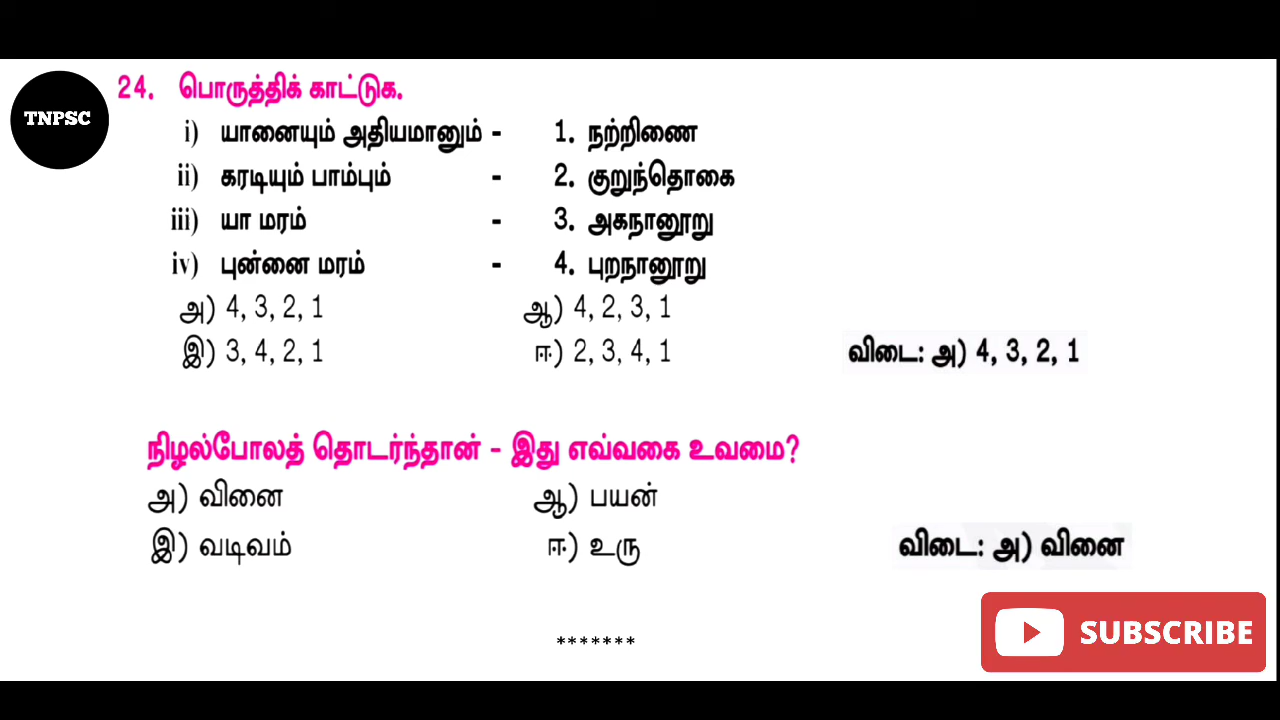 TNPSC
24. பொருத்திக் காட்டுக.
i) யானையும் அதியமானும் - 1. நற்றிணை
ii) கரடியும் பாம்பும் - 2. குறுந்தொகை
iii) யா மரம் - 3. அகநானூறு
iv) புன்னை மரம் - 4. புறநானூறு
அ) 4, 3, 2, 1 ஆ) 4, 2, 3, 1
இ) 3, 4, 2, 1 ஈ) 2, 3, 4, 1 விடை: அ) 4, 3, 2, 1
நிழல்போலத் தொடர்ந்தான் - இது எவ்வகை உவமை?
அ) வினை ஆ) பயன்
இ) வடிவம் ஈ) உரு விடை: அ) வினை
*******
SUBSCRIBE